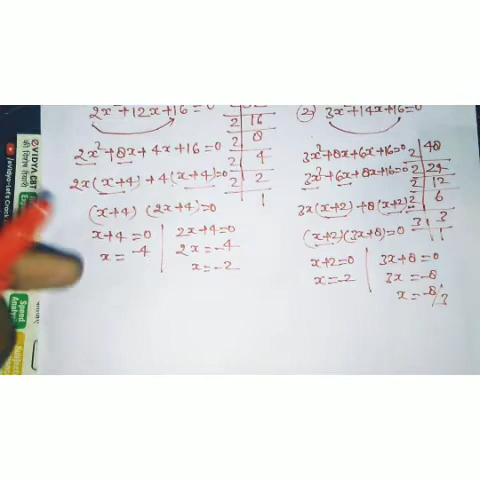 2x²+12x+16=0
2x²+8x+4x+16=0
2x(x+4)+4(x+4)=0
(x+4) (2x+4)=0
x+4=0
x=-4
2x+4=0
2x=-4
x=-2
2 16
2 8
2 4
2 2
1
(2) 3x²+14x+16=0
3x²+8x+6x+16=0
3x²+6x+8x+16=0
3x(x+2)+8(x+2)
(x+2)(3x+8)=0
x+2=0
x=-2
3x+8=0
3x=-8
x=-8/3
2 48
2 24
2 12
2 6
3 3
1
VIDYA
Speed